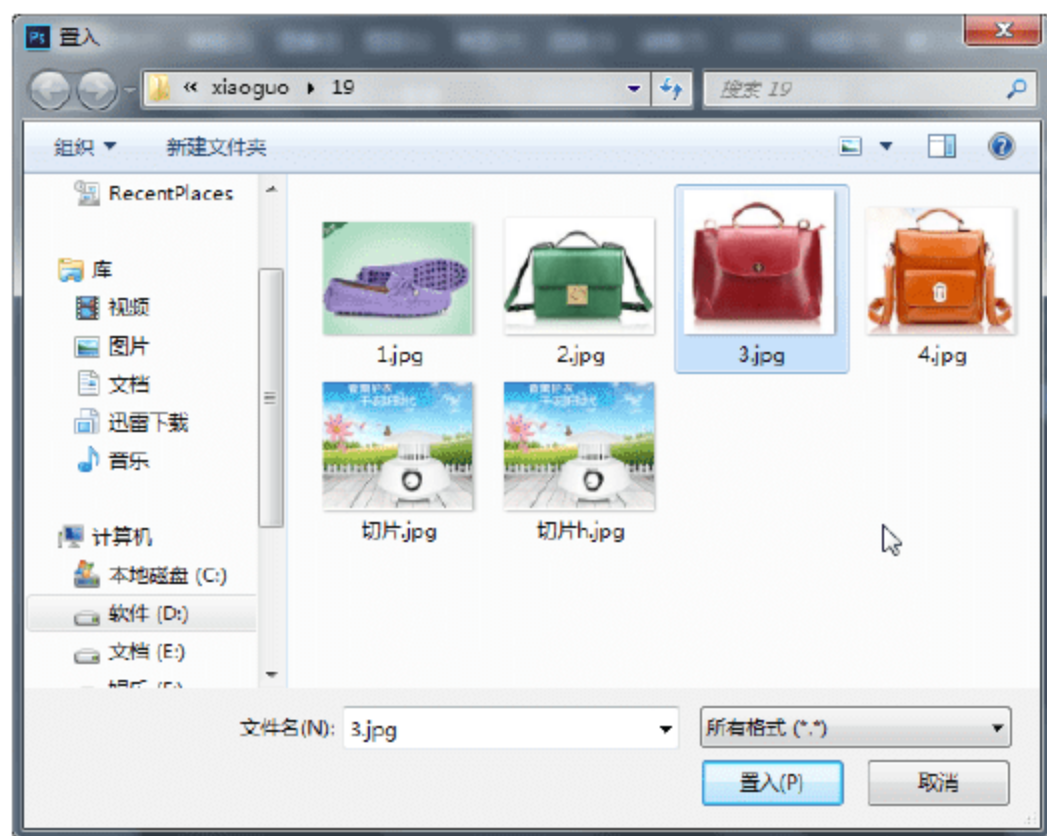 Ps 置入
« xiaoguo ▸ 19
搜索 19
组织 新建文件夹
RecentPlaces
库
视频
图片
文档
迅雷下载
音乐
计算机
本地磁盘 (C:)
软件 (D:)
文档 (E:)
1.jpg
2.jpg
3.jpg
4.jpg
切片.jpg
切片h.jpg
文件名(N): 3.jpg
所有格式 (*.*)
置入(P)
取消